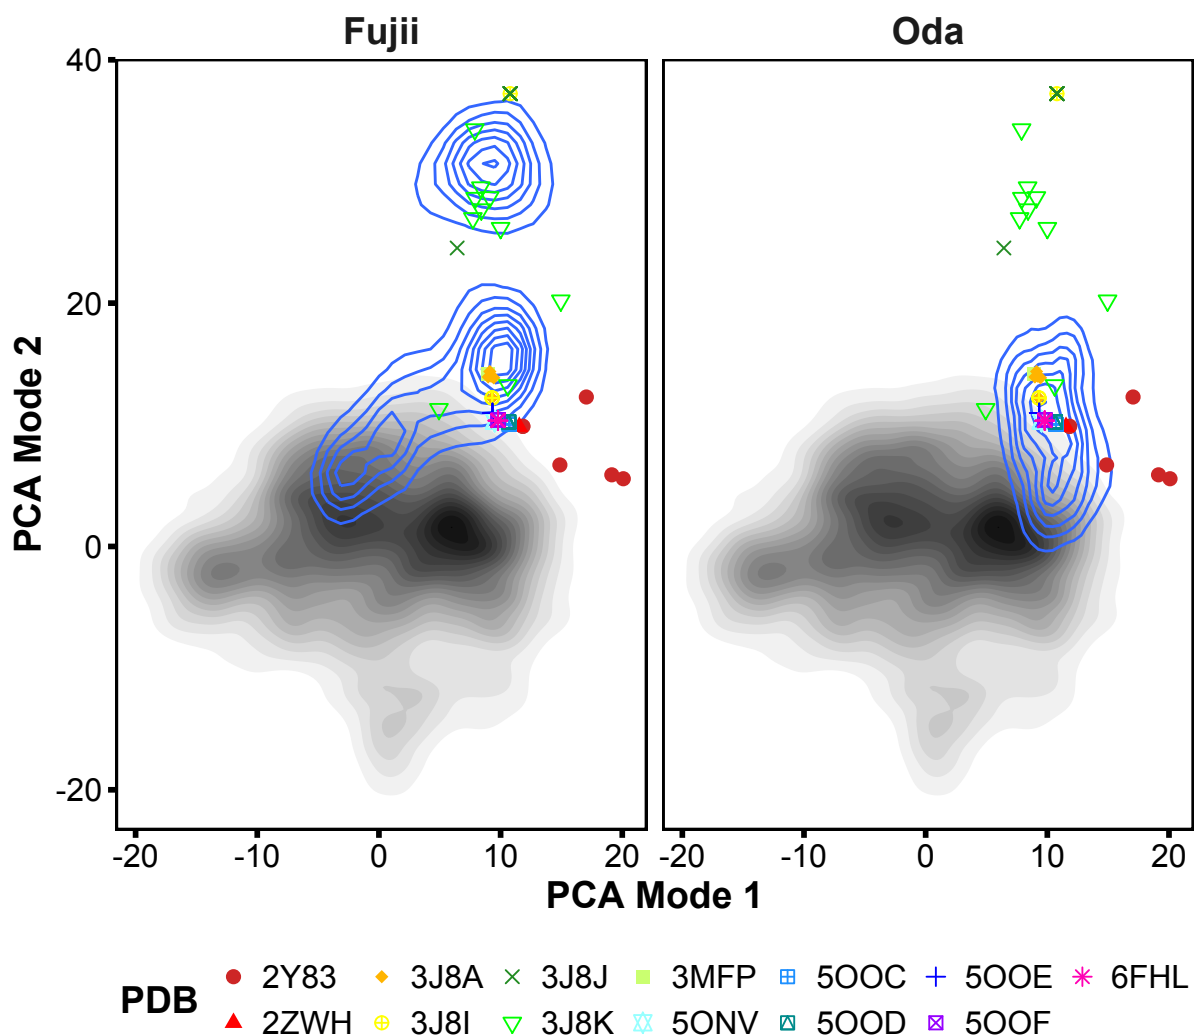 Fujii Oda
40
20
0
-20
PCA Mode 2
-20 -10 0 10 20 -20 -10 0 10 20
PCA Mode 1
PDB
2Y83 3J8A 3J8J 3MFP 5OOC 5OOE 6FHL
2ZWH 3J8I 3J8K 5ONV 5OOD 5OOF